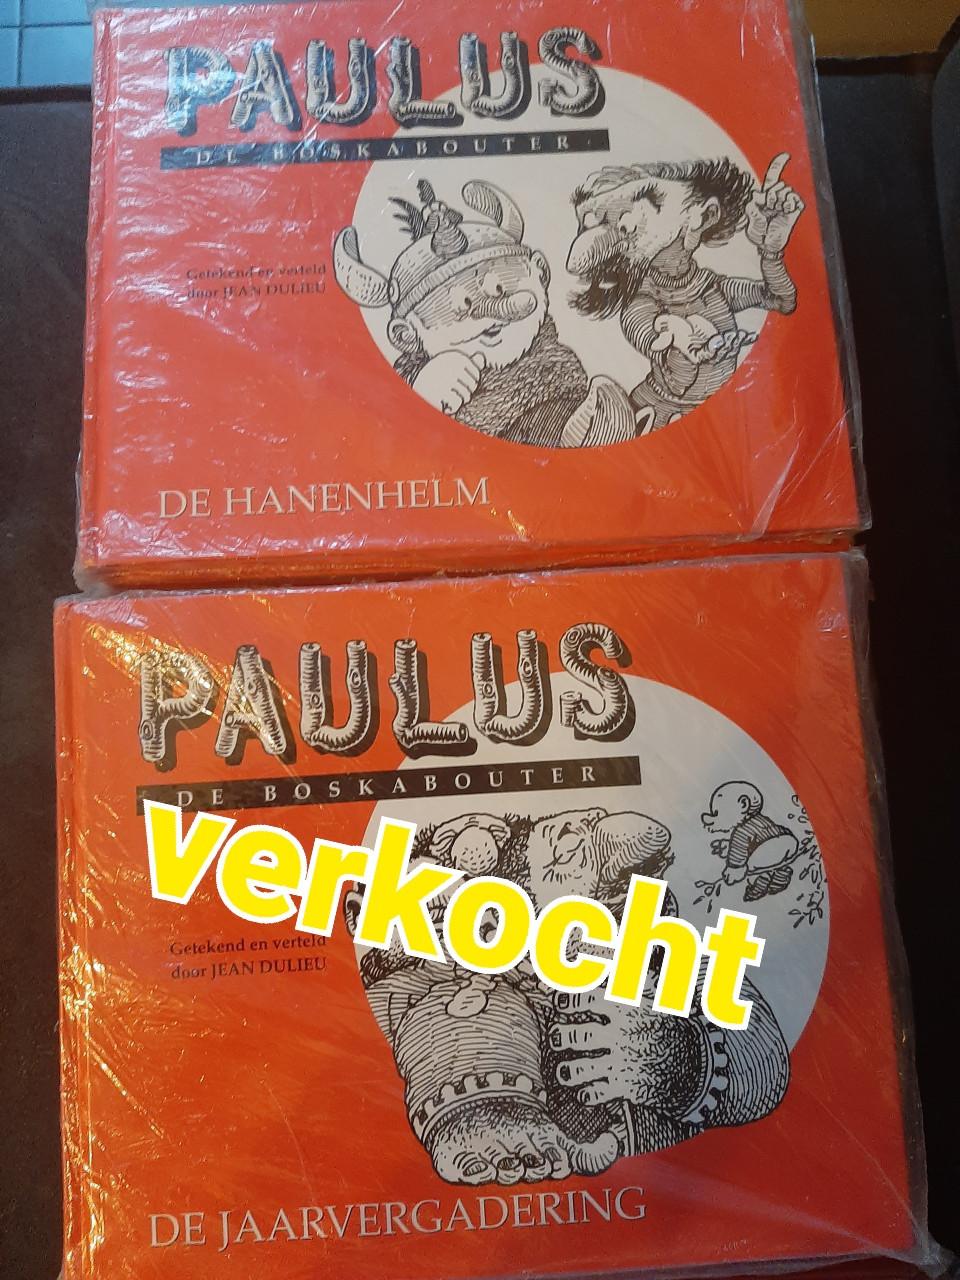 PAULUS
DE BOSKABOUTER
Getekend en verteld
door JEAN DULIEU
DE HANENHELM
PAULUS
DE BOSKABOUTER
verkocht
Getekend en verteld
door JEAN DULIEU
DE JAARVERGADERING